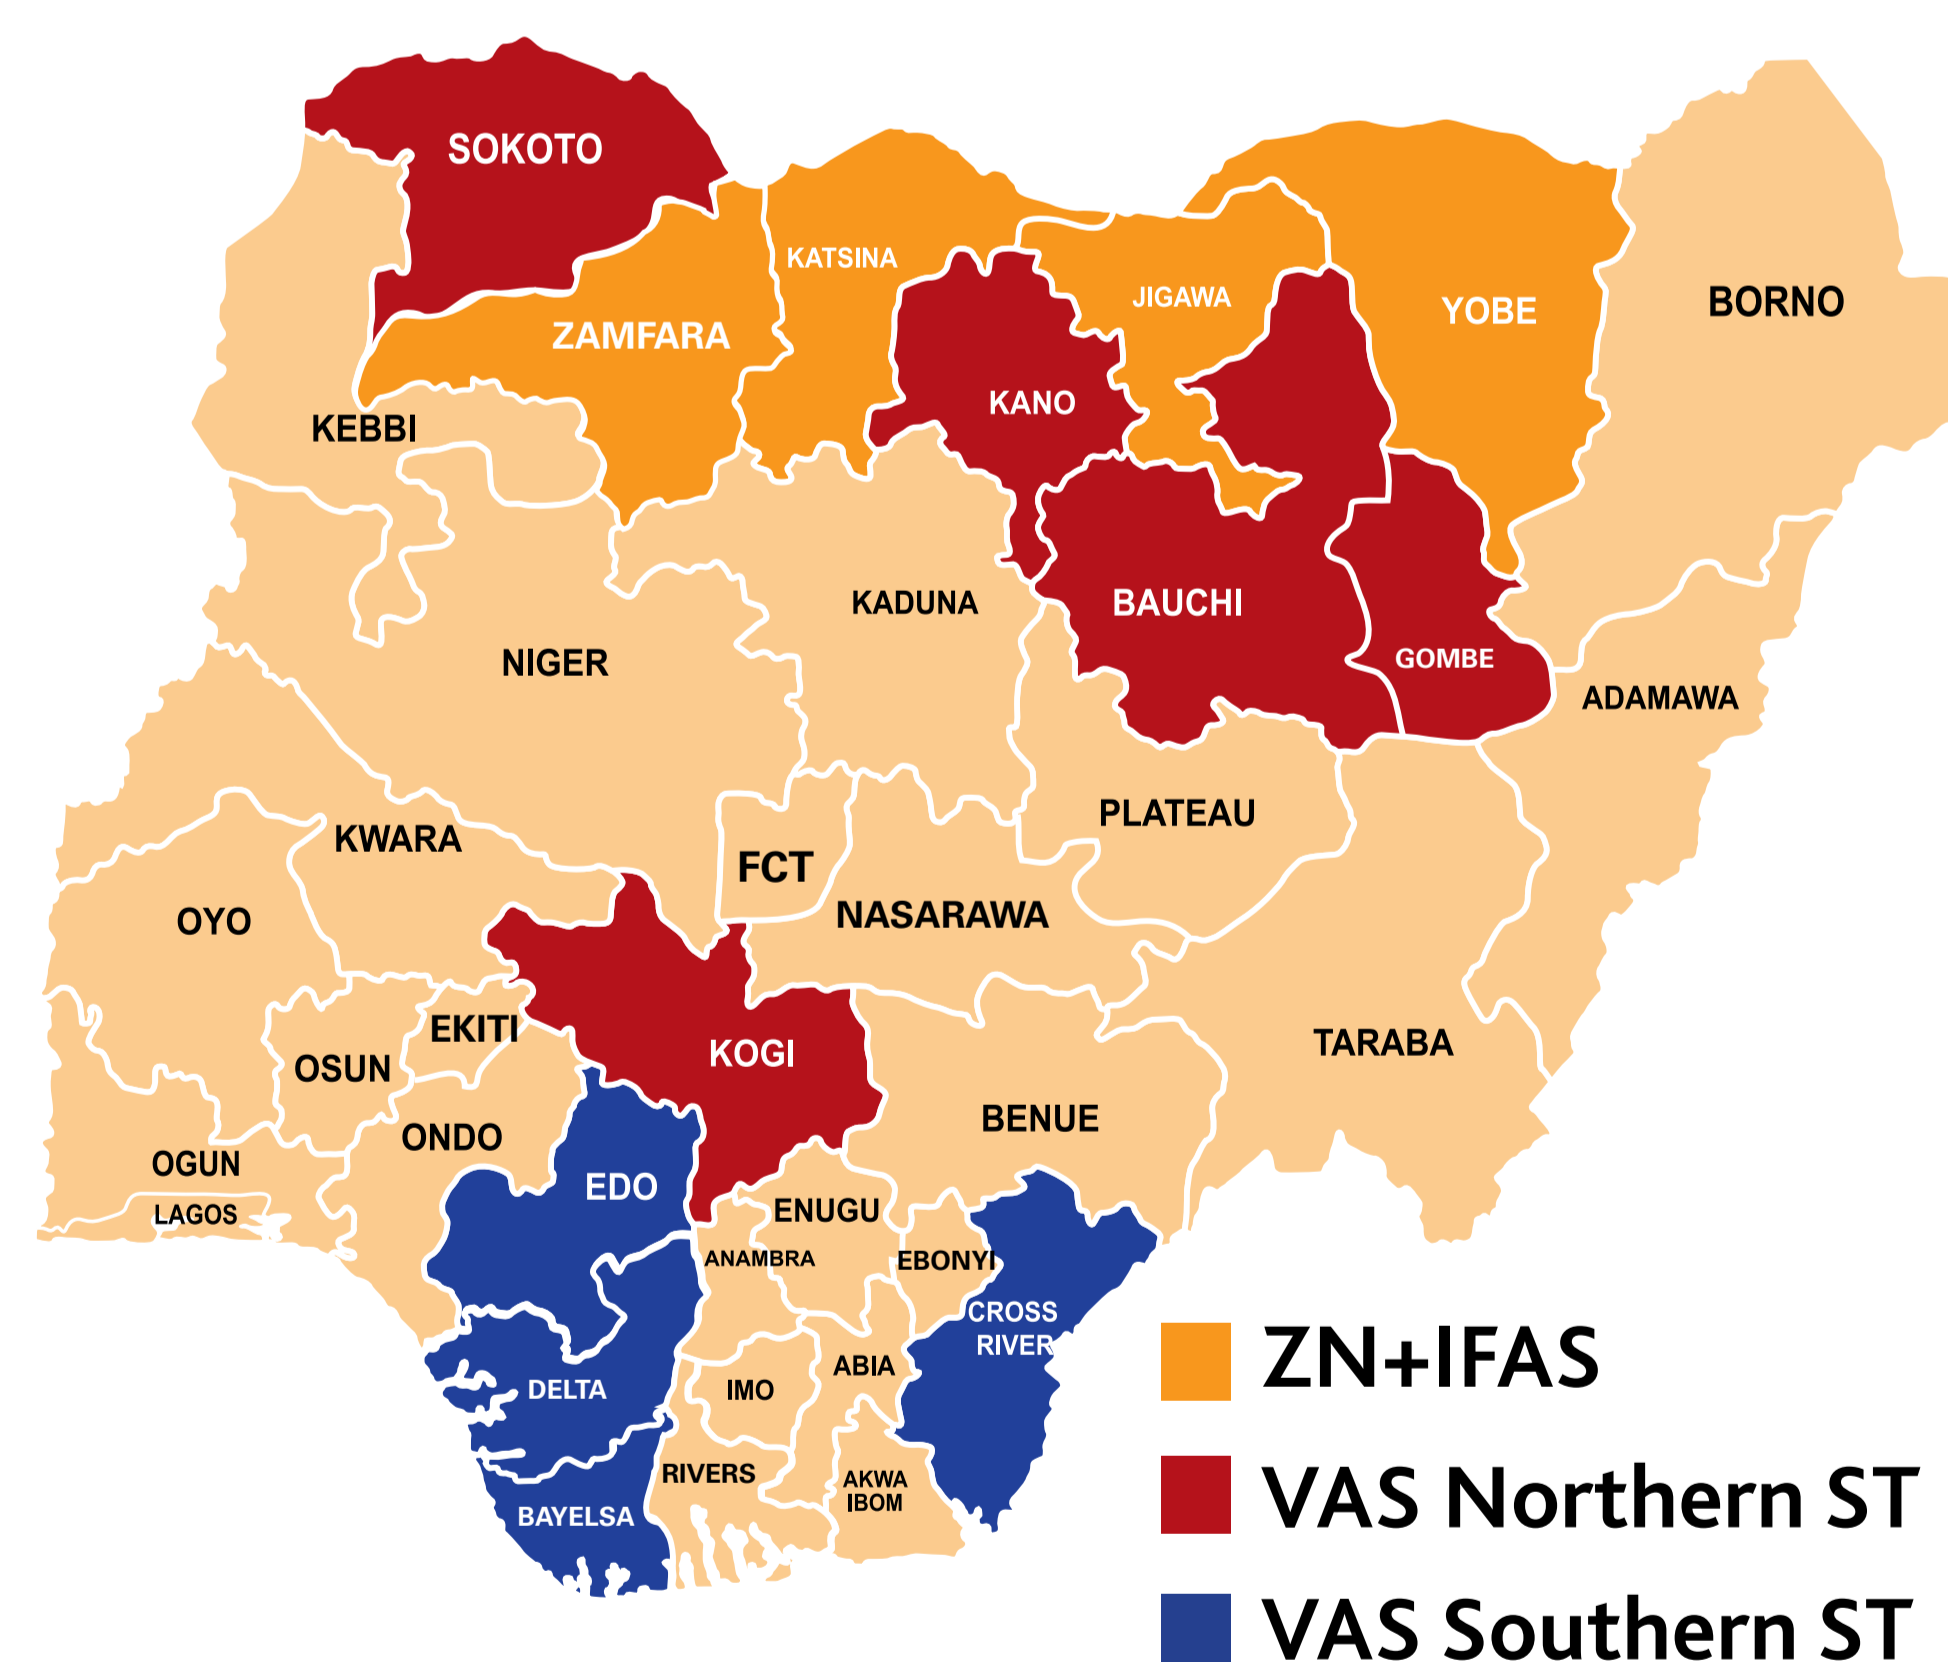 SOKOTO
KATSINA
JIGAWA
YOBE
BORNO
ZAMFARA
KANO
KEBBI
KADUNA
BAUCHI
NIGER
GOMBE
ADAMAWA
PLATEAU
KWARA
FCT
NASARAWA
OYO
EKITI
KOGI
TARABA
OSUN
BENUE
ONDO
OGUN
EDO
LAGOS
ENUGU
ANAMBRA
EBONYI
CROSS
RIVER
ABIA
DELTA
IMO
RIVERS
AKWA
IBOM
BAYELSA
ZN+IFAS
VAS Northern ST
VAS Southern ST